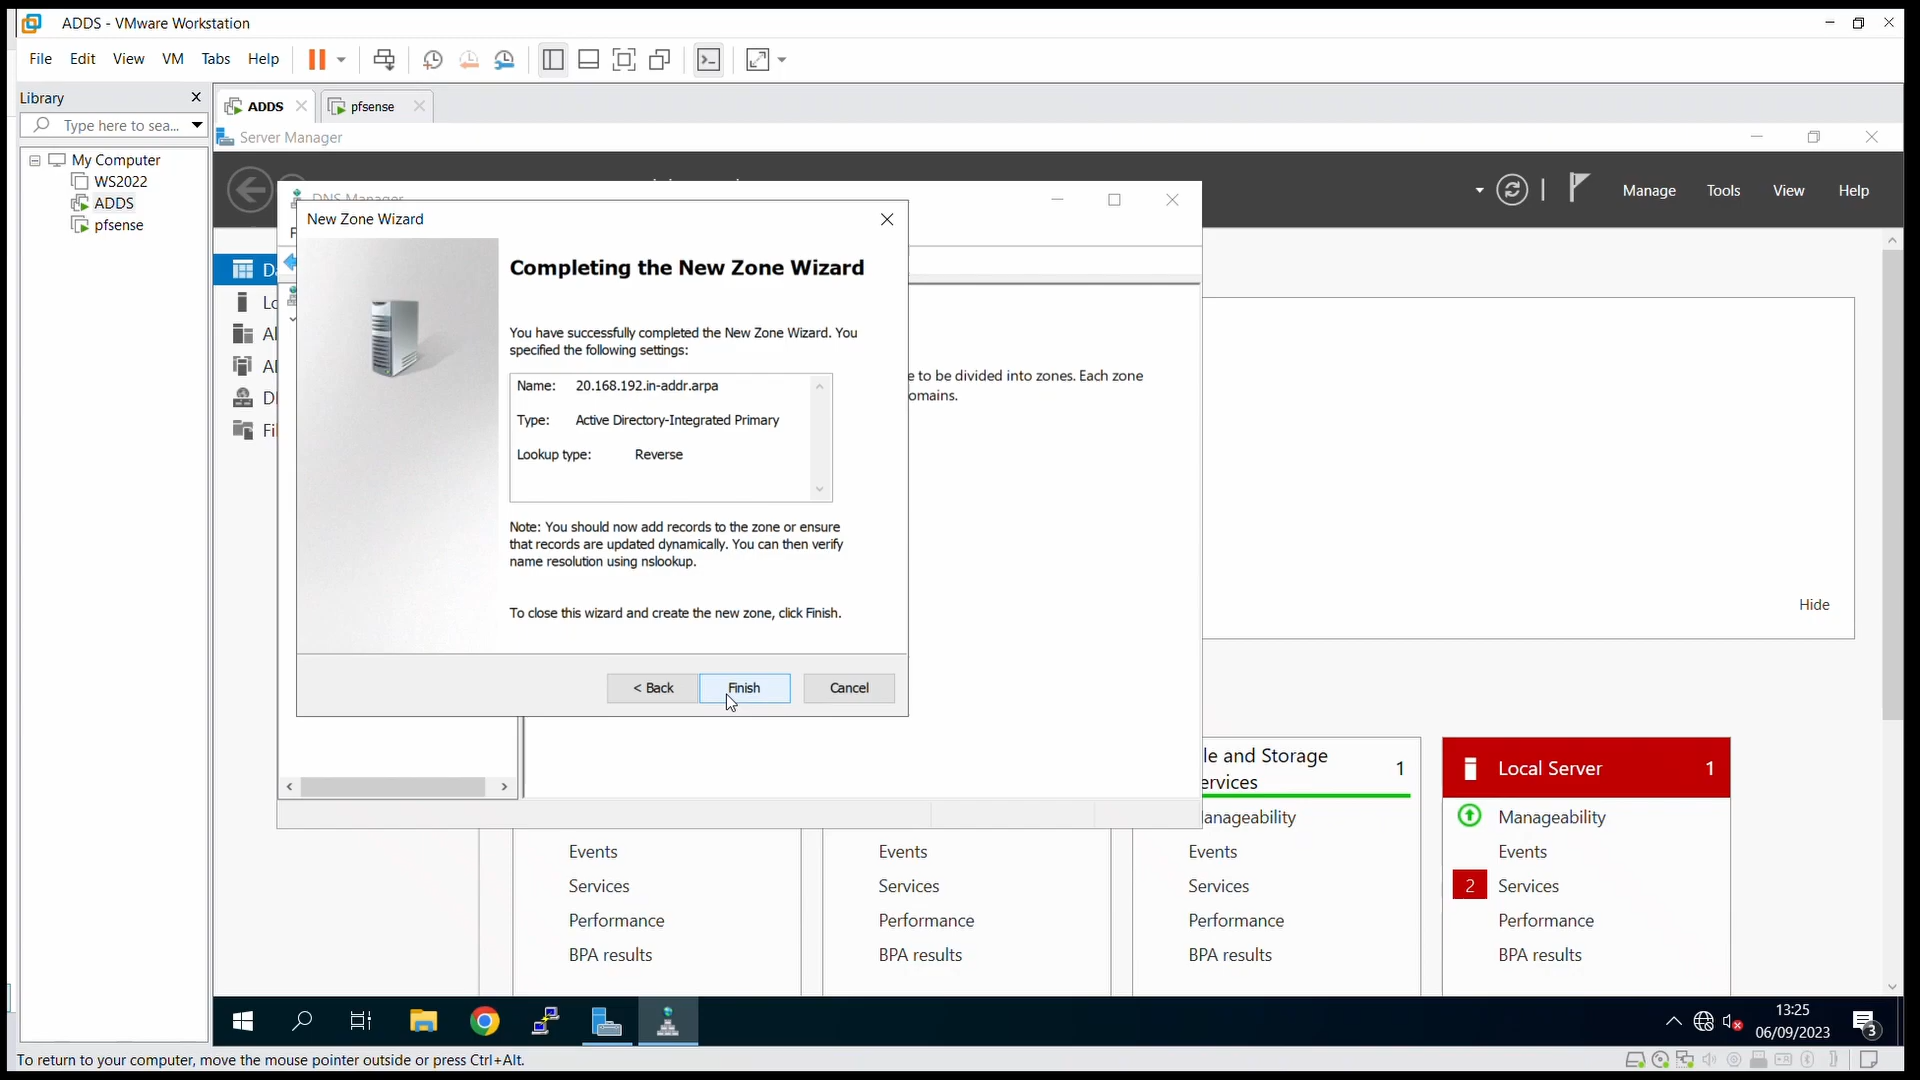 ADDS - VMware Workstation
File Edit View VM Tabs Help
Library
Type here to sea...
My Computer
WS2022
ADDS
pfsense
ADDS
pfsense
Server Manager
Manage Tools View Help
DNS Manager
New Zone Wizard
Completing the New Zone Wizard
You have successfully completed the New Zone Wizard. You
specified the following settings:
Name: 20.168.192.in-addr.arpa
Type: Active Directory-Integrated Primary
Lookup type: Reverse
Note: You should now add records to the zone or ensure
that records are updated dynamically. You can then verify
name resolution using nslookup.
To close this wizard and create the new zone, click Finish.
< Back Finish Cancel
e to be divided into zones. Each zone
omains.
Hide
le and Storage
ervices
1
anageability
Events
Services
Performance
BPA results
Events
Services
Performance
BPA results
Events
Services
Performance
BPA results
Local Server 1
Manageability
Events
2 Services
Performance
BPA results
13:25
06/09/2023
3
To return to your computer, move the mouse pointer outside or press Ctrl+Alt.